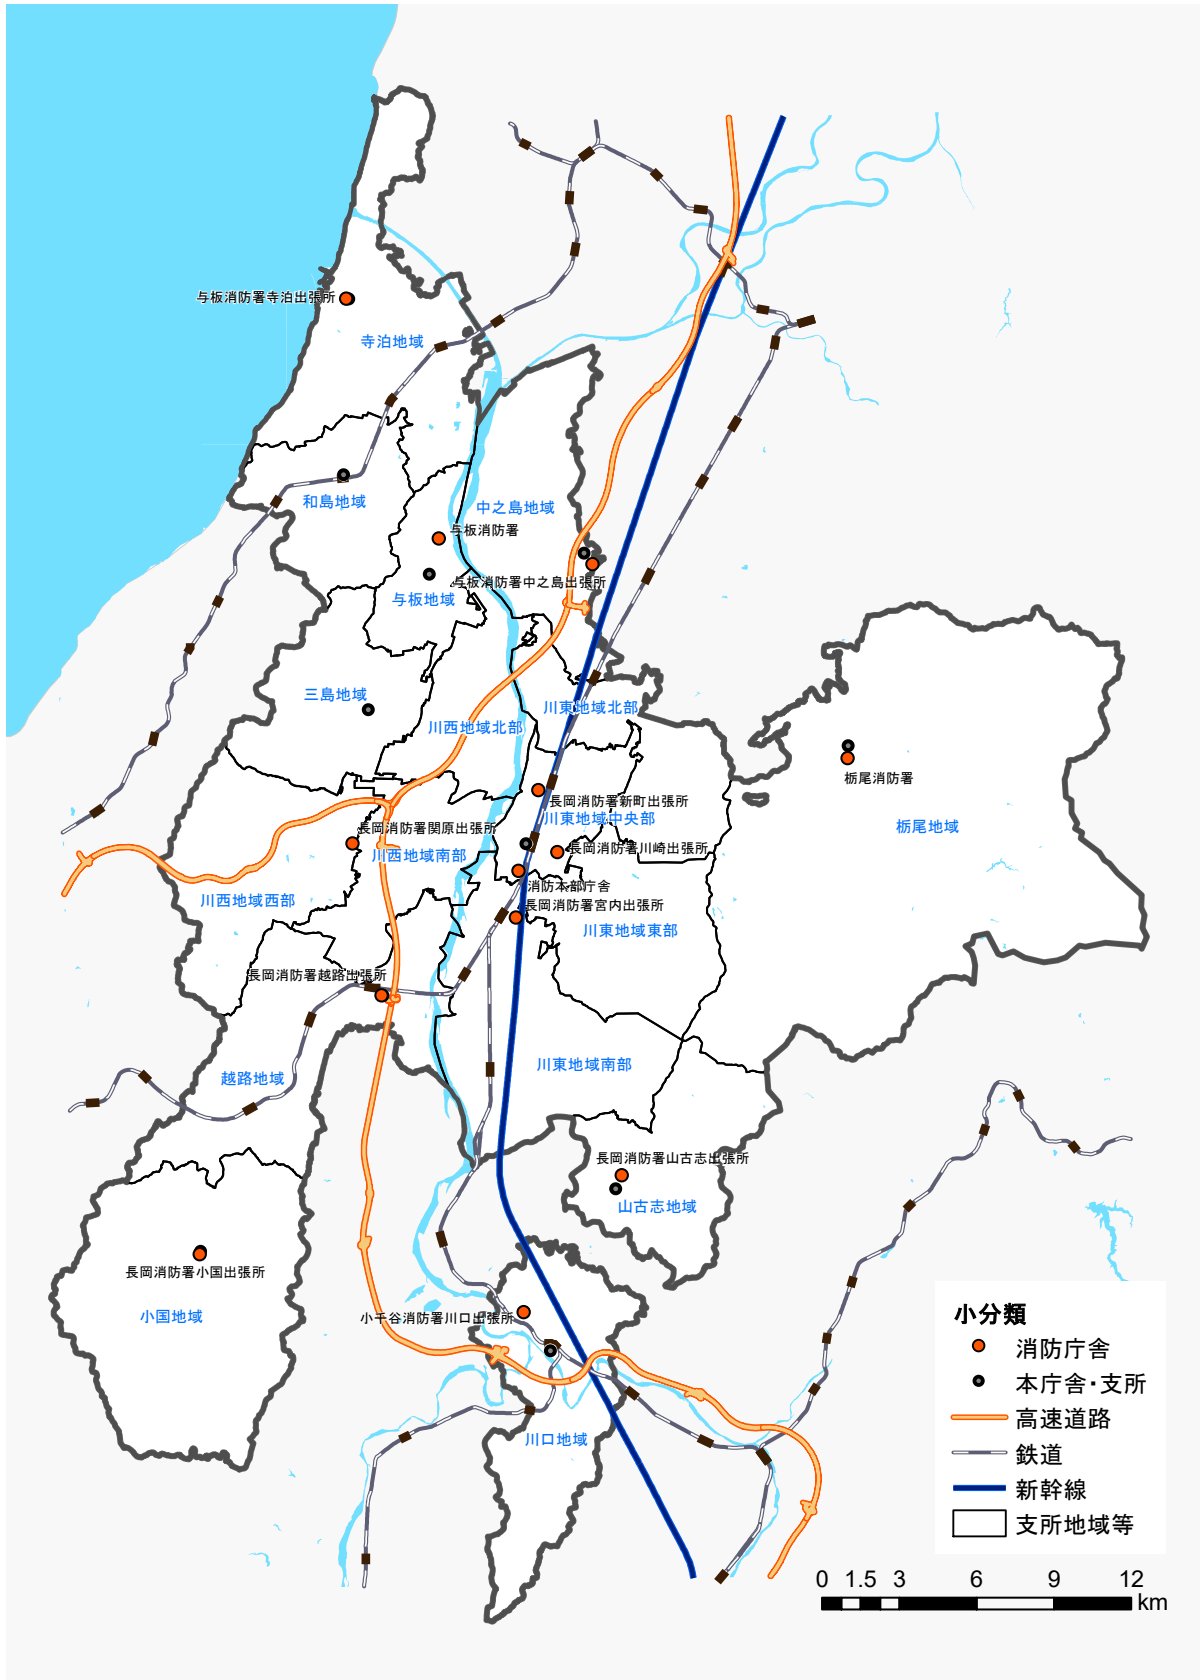 与板消防署寺泊出張所
寺泊地域
和島地域
中之島地域
与板消防署
与板消防署中之島出張所
与板地域
三島地域
川西地域北部
川東地域北部
栃尾消防署
長岡消防署新町出張所
川東地域中央部
栃尾地域
長岡消防署関原出張所
川西地域南部
長岡消防署川崎出張所
消防本部庁舎
川西地域西部
長岡消防署宮内出張所
川東地域東部
長岡消防署越路出張所
川東地域南部
越路地域
長岡消防署山古志出張所
山古志地域
長岡消防署小国出張所
小国地域
小千谷消防署川口出張所
川口地域
小分類
消防庁舎
本庁舎・支所
高速道路
鉄道
新幹線
支所地域等
0 1.5 3 6 9 12
km